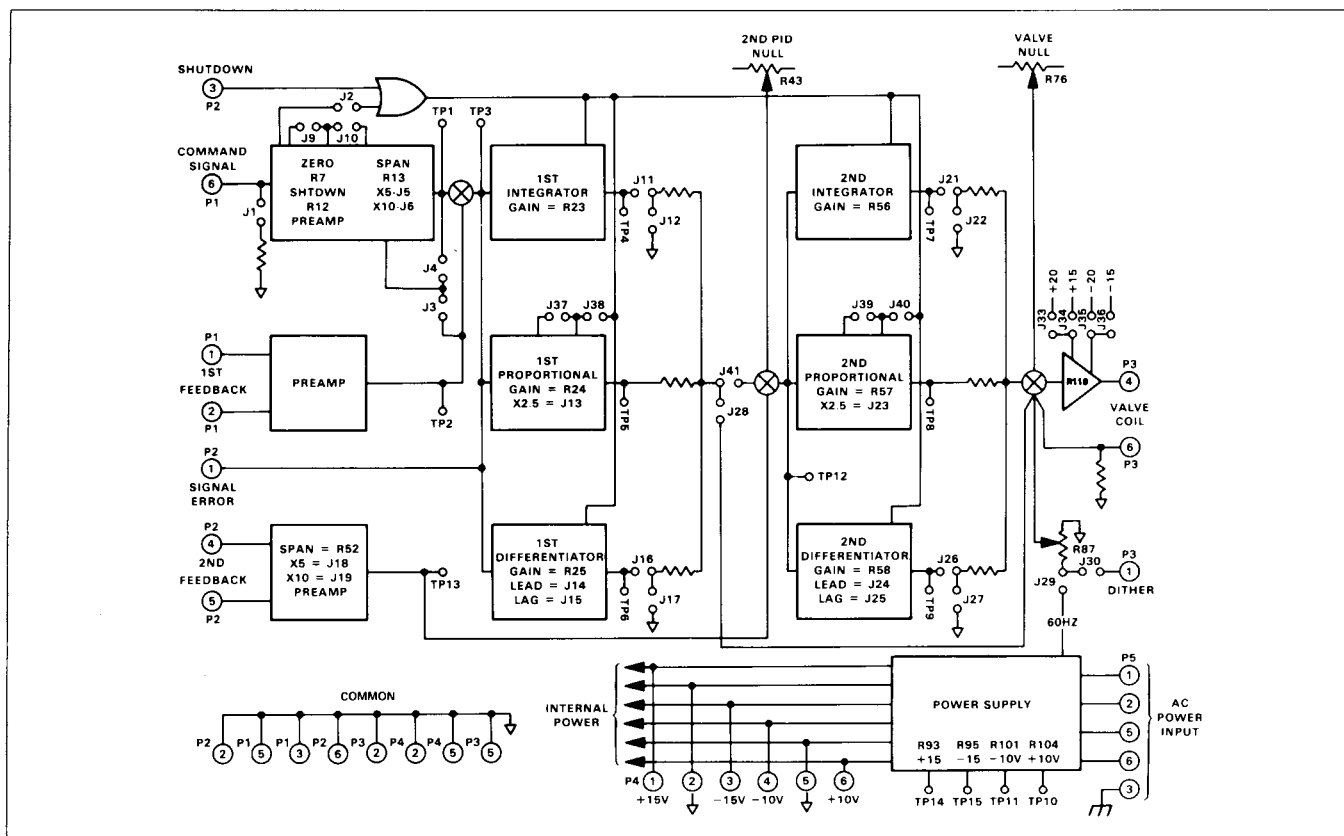 2ND PID
NULL
R43
VALVE
NULL
R76
SHUTDOWN
3
P2
J2
J9
J10
TP1
TP3
COMMAND
SIGNAL
6
P1
J1
ZERO
R7
SHTDWN
R12
PREAMP
SPAN
R13
X5-J5
X10-J6
J4
J3
1ST
INTEGRATOR
GAIN = R23
J11
J12
TP4
2ND
INTEGRATOR
GAIN = R56
J21
J22
TP7
+20
+15
-20
-15
J33
J34
J35
J36
P1
1
1ST
FEEDBACK
2
P1
PREAMP
TP2
J37
J38
1ST
PROPORTIONAL
GAIN = R24
X2.5 = J13
TP5
J41
J28
J39
J40
2ND
PROPORTIONAL
GAIN = R57
X2.5 = J23
TP8
R110
P3
4
VALVE
COIL
6
P3
P2
1
SIGNAL
ERROR
TP12
P2
4
2ND
FEEDBACK
5
P2
SPAN = R52
X5 = J18
X10 = J19
PREAMP
TP13
1ST
DIFFERENTIATOR
GAIN = R25
LEAD = J14
LAG = J15
J16
J17
TP6
2ND
DIFFERENTIATOR
GAIN = R58
LEAD = J24
LAG = J25
J26
J27
TP9
R87
J30
J29
P3
1
DITHER
60HZ
COMMON
P2 2
P1 5
P1 3
P2 6
P3 2
P4 2
P4 5
P3 5
INTERNAL
POWER
P4
1
2
3
4
5
6
+15V
-15V
-10V
+10V
POWER SUPPLY
R93 R95 R101 R104
+15 -15 -10V +10V
TP14 TP15 TP11 TP10
P5
1
2
5
6
3
AC
POWER
INPUT